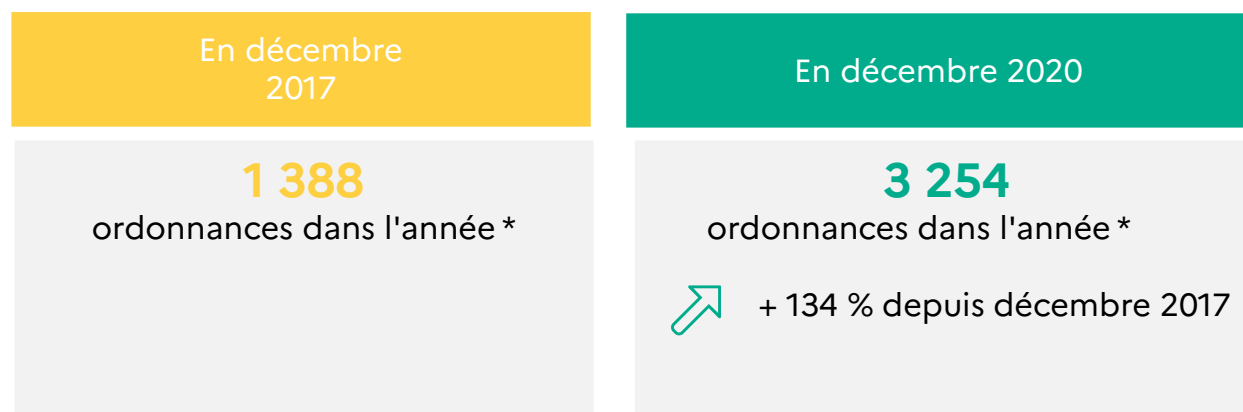 En décembre
2017
1 388
ordonnances dans l'année *
En décembre 2020
3 254
ordonnances dans l'année *
+ 134 % depuis décembre 2017